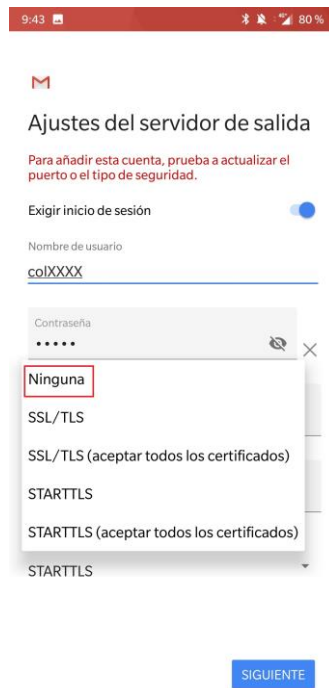 9:43 80 %
Ajustes del servidor de salida
Para añadir esta cuenta, prueba a actualizar el
puerto o el tipo de seguridad.
Exigir inicio de sesión
Nombre de usuario
colXXXX
Contraseña
•••••
Ninguna
SSL/TLS
SSL/TLS (aceptar todos los certificados)
STARTTLS
STARTTLS (aceptar todos los certificados)
STARTTLS
SIGUIENTE